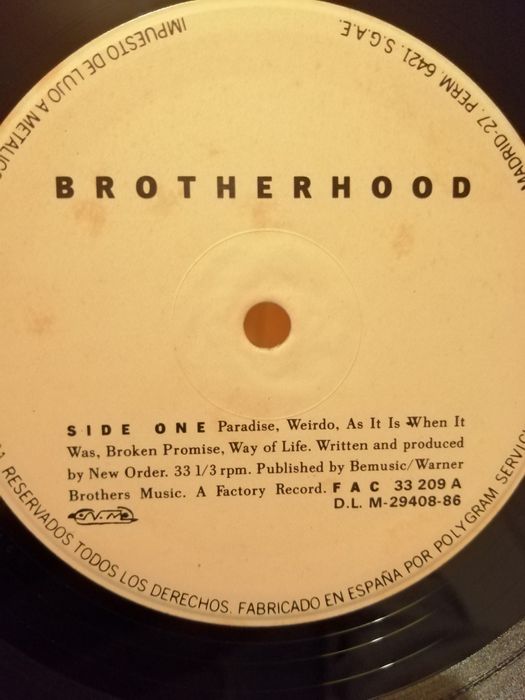 BROTHERHOOD
SIDE ONE Paradise, Weirdo, As It Is When It
Was, Broken Promise, Way of Life. Written and produced
by New Order. 33 1/3 rpm. Published by Bemusic/Warner
Brothers Music. A Factory Record. FAC 33 209 A
D.L. M-29408-86
RESERVADOS TODOS LOS DERECHOS. FABRICADO EN ESPAÑA POR POLYGRAM SERVICI
IMPUESTO DE LUJO A METALICO
MADRID-27. PERM. 6421. S.G.A.E.